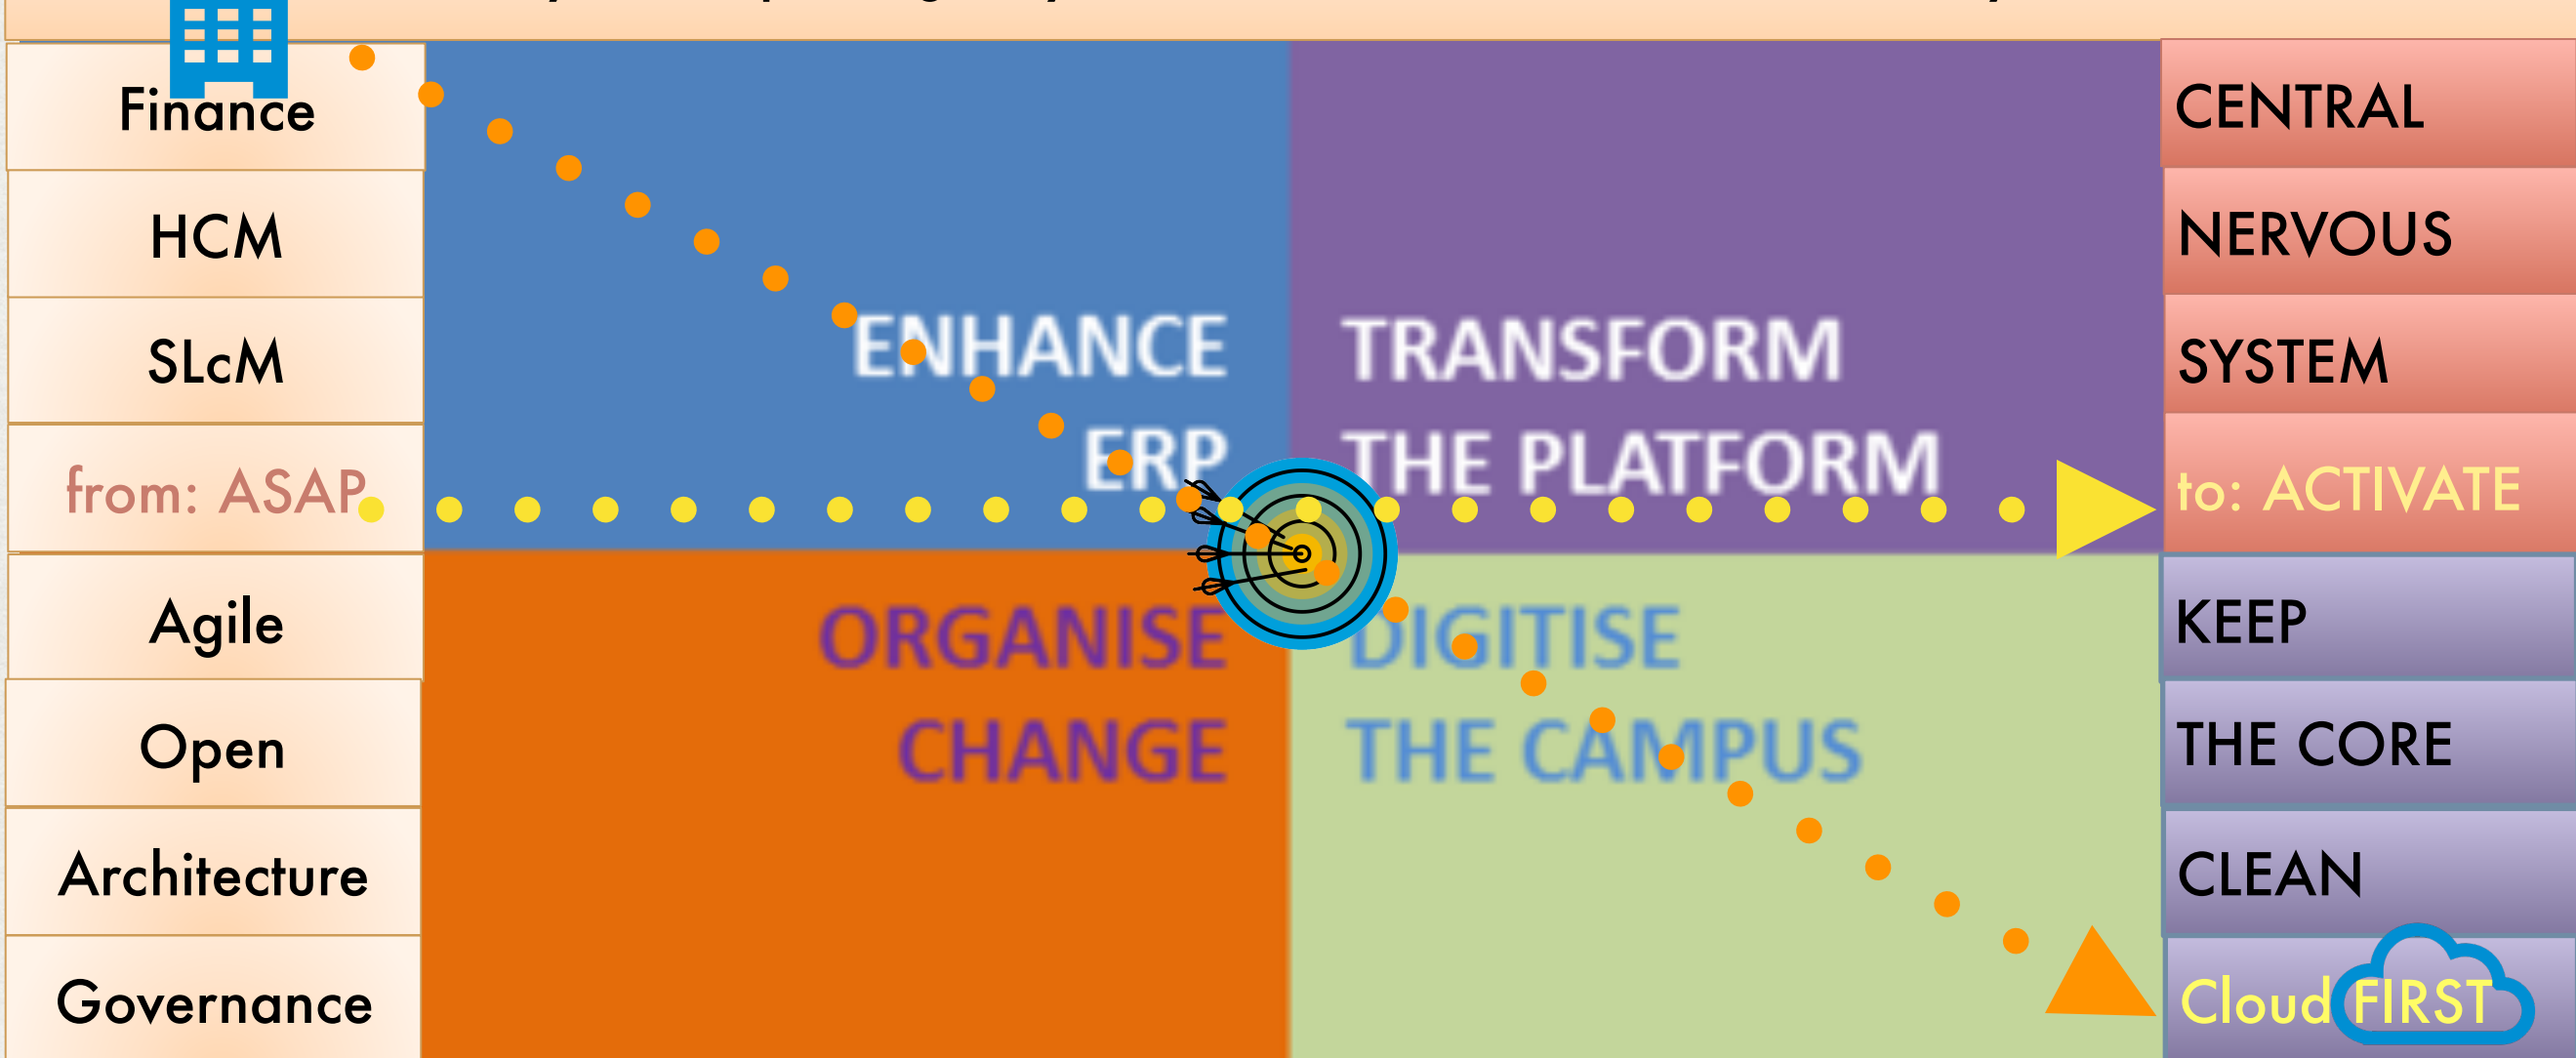 Finance
HCM
SLcM
from: ASAP
Agile
Open
Architecture
Governance
ENHANCE
ERP
TRANSFORM
THE PLATFORM
ORGANISE
CHANGE
DIGITISE
THE CAMPUS
CENTRAL
NERVOUS
SYSTEM
to: ACTIVATE
KEEP
THE CORE
CLEAN
Cloud FIRST